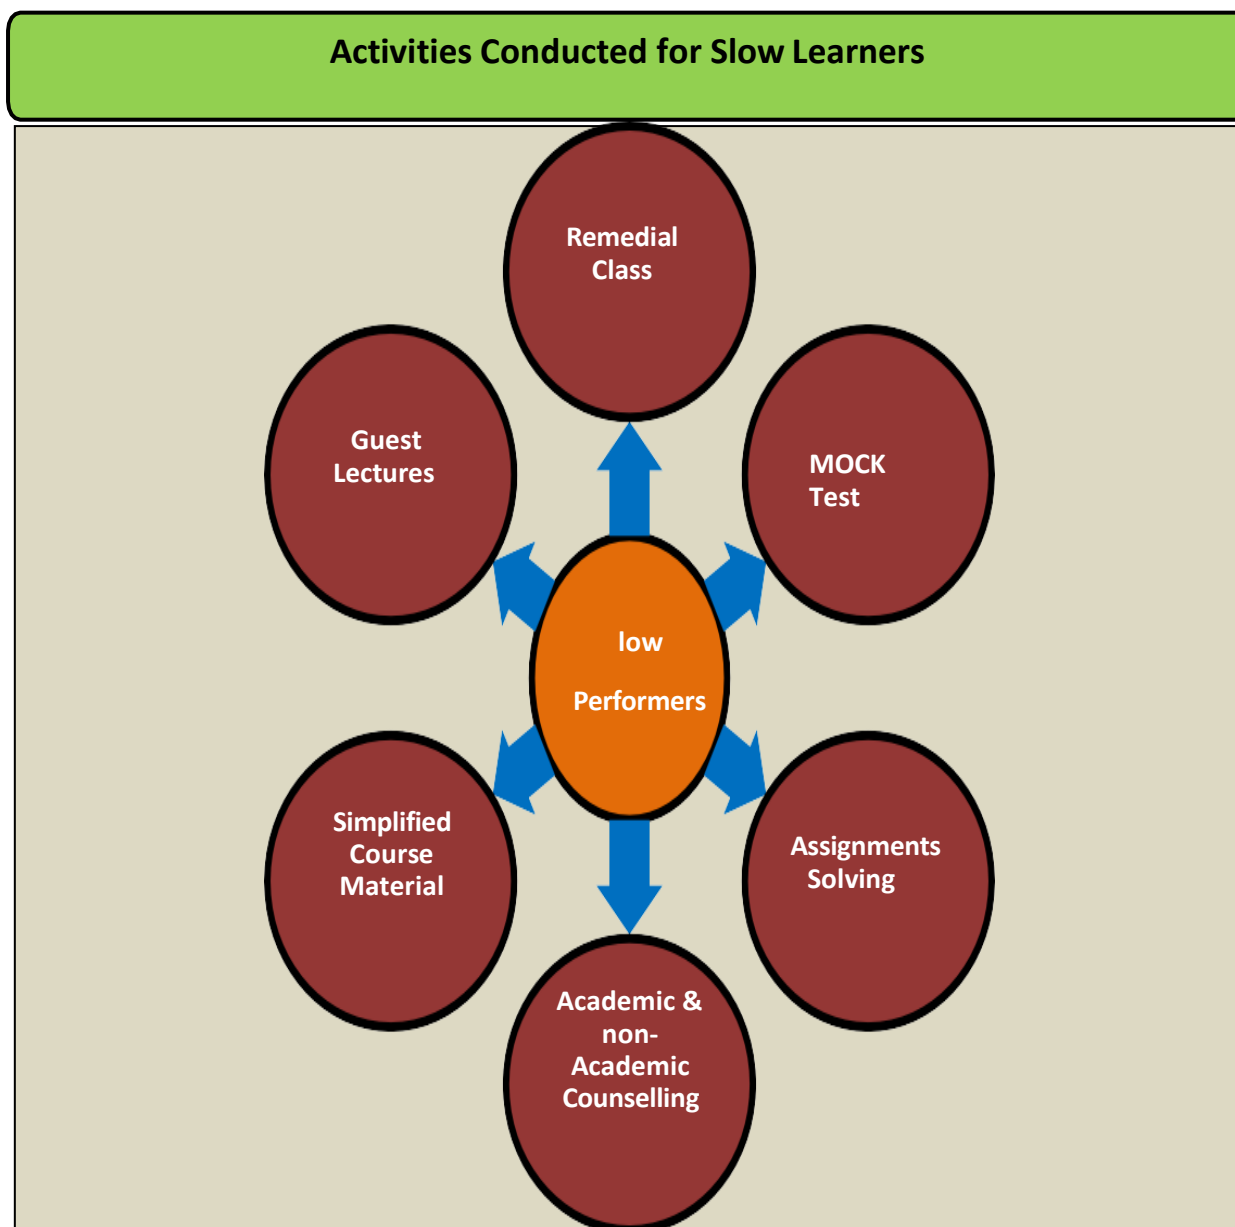 Activities Conducted for Slow Learners
Remedial
Class
Guest
Lectures
MOCK
Test
low
Performers
Simplified
Course
Material
Assignments
Solving
Academic &
non-
Academic
Counselling